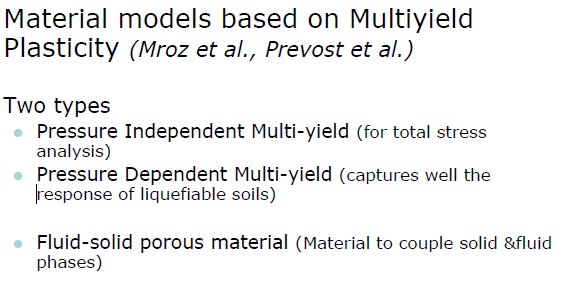 Material models based on Multiyield
Plasticity (Mroz et al., Prevost et al.)
Two types
Pressure Independent Multi-yield (for total stress
analysis)
Pressure Dependent Multi-yield (captures well the
response of liquefiable soils)
Fluid-solid porous material (Material to couple solid &fluid
phases)